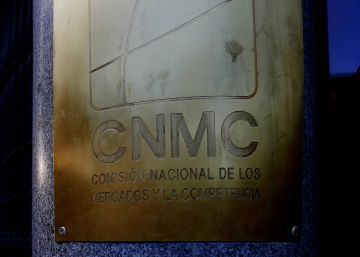 CNMC
COMISIÓN NACIONAL DE LOS
MERCADOS Y LA COMPETENCIA